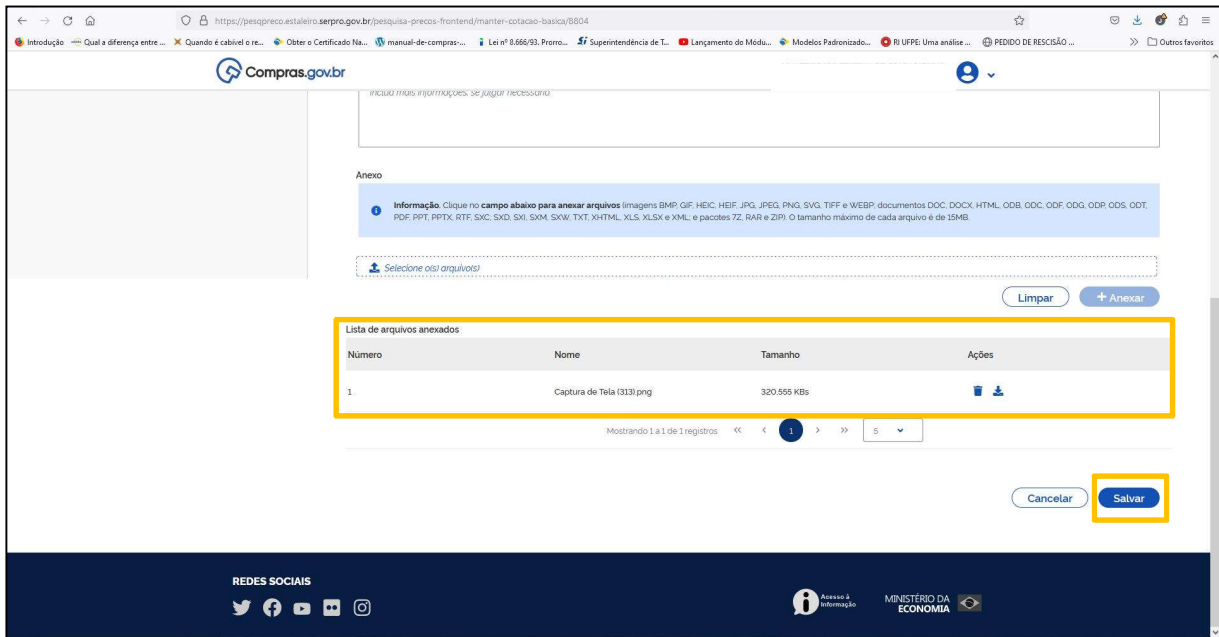 https://pesqpreco.estaleiro.serpro.gov.br/pesquisa-precos-frontend/manter-cotacao-basica/8804
Introdução Qual a diferença entre ... Quando é cabível o re... Obter o Certificado Na... manual-de-compras-... Lei nº 8.666/93. Prorro... Superintendência de T... Lançamento do Módu... Modelos Padronizado... RI UFPE: Uma análise ... PEDIDO DE RESCISÃO ... Outros favoritos
Compras.gov.br
Inclua mais informações, se julgar necessário.
Anexo
Informação. Clique no campo abaixo para anexar arquivos (imagens BMP, GIF, HEIC, HEIF, JPG, JPEG, PNG, SVG, TIFF e WEBP; documentos DOC, DOCX, HTML, ODB, ODC, ODF, ODG, ODP, ODS, ODT,
PDF, PPT, PPTX, RTF, SXC, SXD, SXI, SXM, SXW, TXT, XHTML, XLS, XLSX e XML; e pacotes 7Z, RAR e ZIP). O tamanho máximo de cada arquivo é de 15MB.
Selecione o(s) arquivo(s)
Limpar + Anexar
Lista de arquivos anexados
Número Nome Tamanho Ações
1 Captura de Tela (313).png 320,555 KBs
Mostrando 1 a 1 de 1 registros 1 5
Cancelar Salvar
REDES SOCIAIS
Acesso à
Informação
MINISTÉRIO DA
ECONOMIA